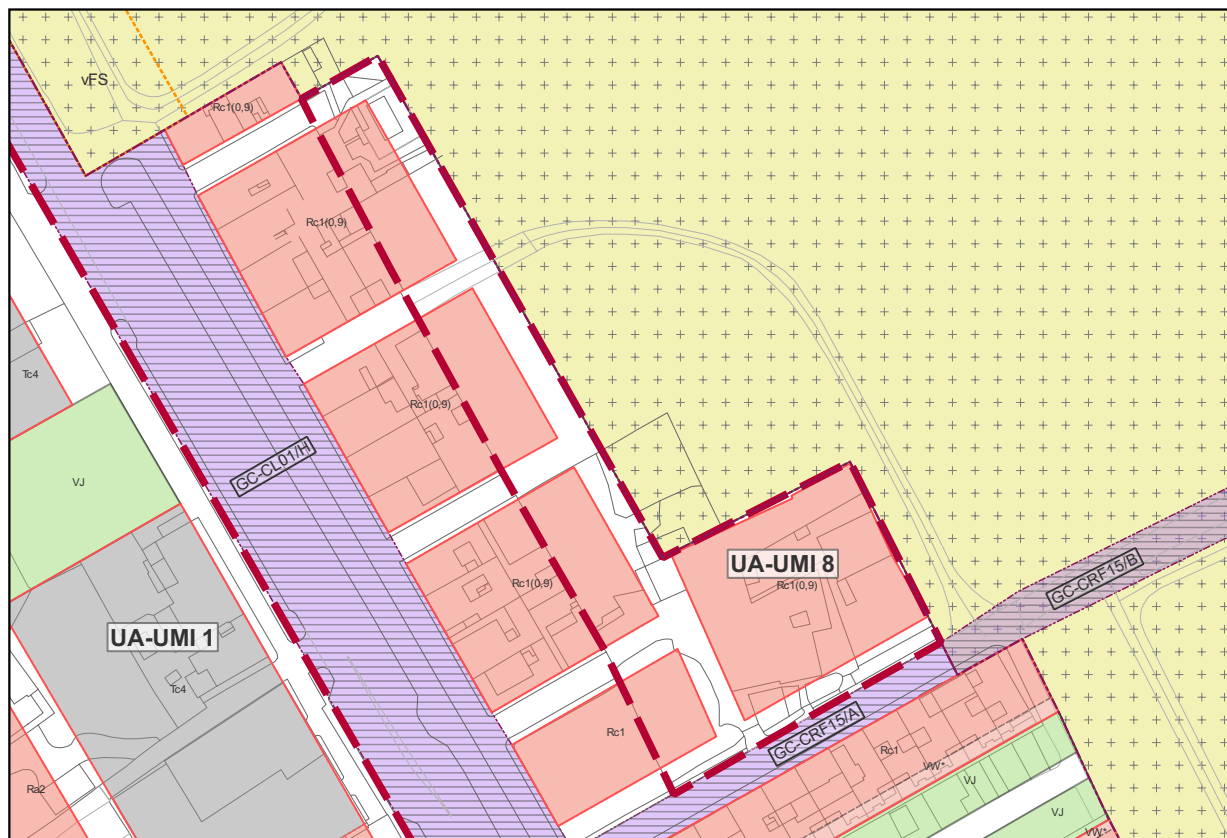 vFS
Rc1(0,9)
Rc1(0,9)
Tc4
Rc1(0,9)
GC-CL01/H
VJ
UA-UMI 8
Rc1(0,9)
Rc1(0,9)
GC-CRF15/B
UA-UMI 1
Tc4
GC-CRF15/A
Rc1
Rc1
VW*
VJ
Ra2
VJ
VW*